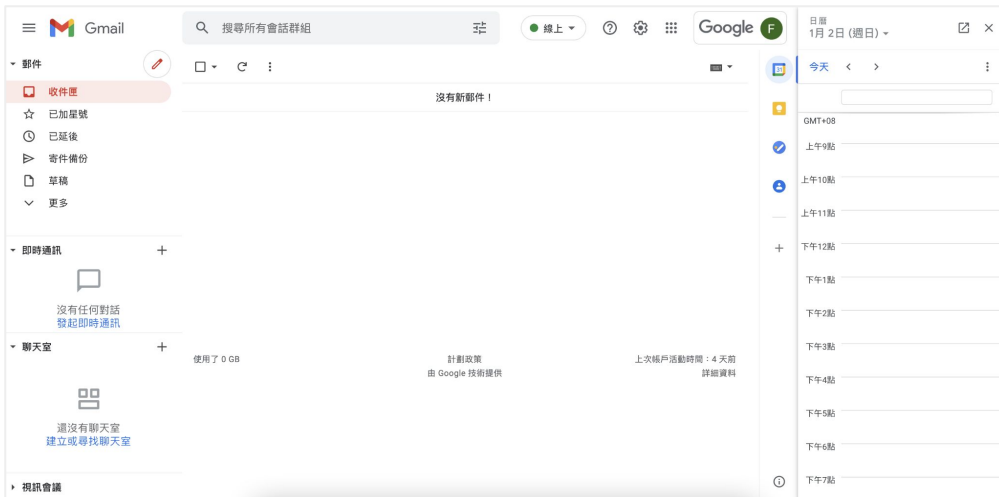 Gmail
搜尋所有會話群組
線上
Google
F
日曆
1月 2日 (週日)
郵件
收件匣
已加星號
已延後
寄件備份
草稿
更多
即時通訊
沒有任何對話
發起即時通訊
聊天室
還沒有聊天室
建立或尋找聊天室
視訊會議
沒有新郵件！
使用了 0 GB
計劃政策
由 Google 技術提供
上次帳戶活動時間：4 天前
詳細資料
31
今天
GMT+08
上午9點
上午10點
上午11點
下午12點
下午1點
下午2點
下午3點
下午4點
下午5點
下午6點
下午7點